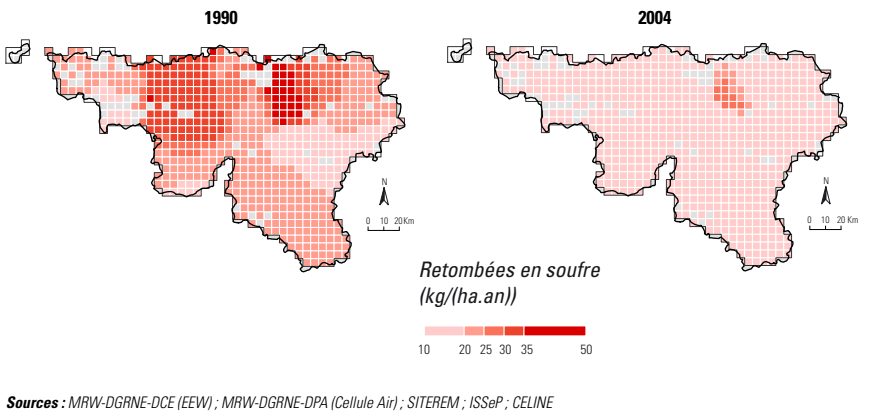 1990
2004
N
0 10 20 Km
N
0 10 20 Km
Retombées en soufre
(kg/(ha.an))
10 20 25 30 35 50
Sources : MRW-DGRNE-DCE (EEW) ; MRW-DGRNE-DPA (Cellule Air) ; SITEREM ; ISSeP ; CELINE